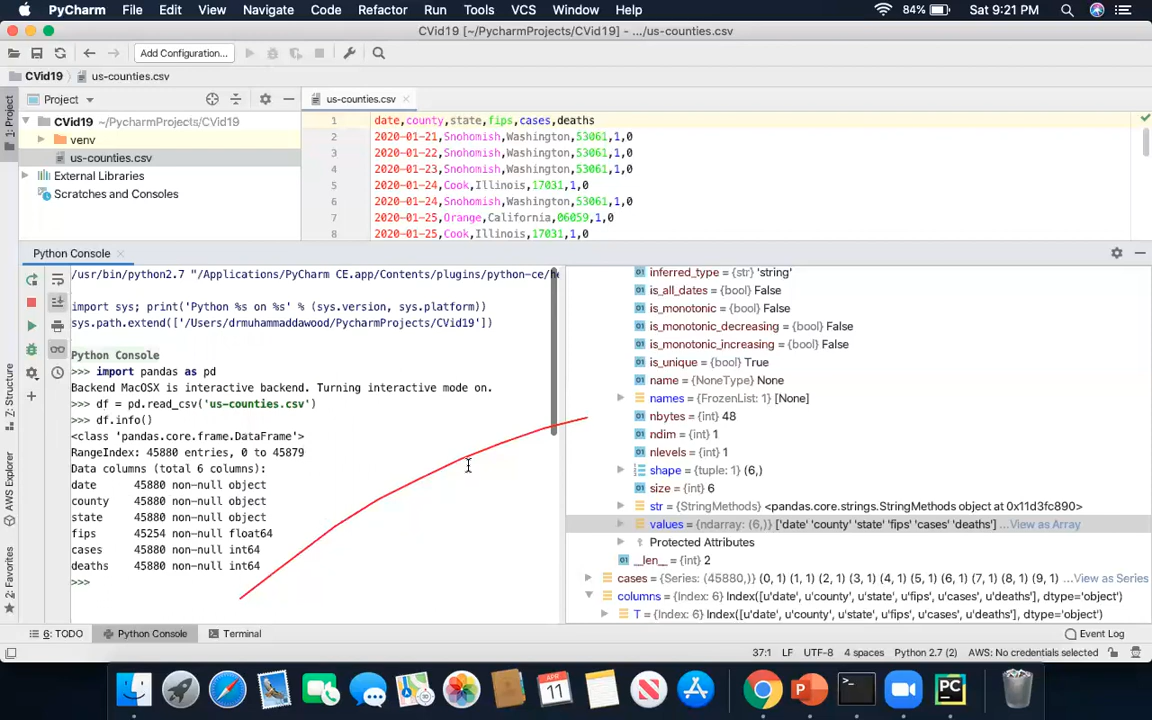 PyCharm File Edit View Navigate Code Refactor Run Tools VCS Window Help 84% Sat 9:21 PM
CVid19 [~/PycharmProjects/CVid19] - .../us-counties.csv
Add Configuration...
CVid19 us-counties.csv
1: Project
Project
us-counties.csv
CVid19 ~/PycharmProjects/CVid19
venv
us-counties.csv
External Libraries
Scratches and Consoles
1 date,county,state,fips,cases,deaths
2 2020-01-21,Snohomish,Washington,53061,1,0
3 2020-01-22,Snohomish,Washington,53061,1,0
4 2020-01-23,Snohomish,Washington,53061,1,0
5 2020-01-24,Cook,Illinois,17031,1,0
6 2020-01-24,Snohomish,Washington,53061,1,0
7 2020-01-25,Orange,California,06059,1,0
8 2020-01-25,Cook,Illinois,17031,1,0
Python Console
/usr/bin/python2.7 "/Applications/PyCharm CE.app/Contents/plugins/python-ce/he
import sys; print('Python %s on %s' % (sys.version, sys.platform))
sys.path.extend(['/Users/drmuhammaddawood/PycharmProjects/CVid19'])
Python Console
>>> import pandas as pd
Backend MacOSX is interactive backend. Turning interactive mode on.
>>> df = pd.read_csv('us-counties.csv')
>>> df.info()
<class 'pandas.core.frame.DataFrame'>
RangeIndex: 45880 entries, 0 to 45879
Data columns (total 6 columns):
date 45880 non-null object
county 45880 non-null object
state 45880 non-null object
fips 45254 non-null float64
cases 45880 non-null int64
deaths 45880 non-null int64
>>>
inferred_type = {str} 'string'
is_all_dates = {bool} False
is_monotonic = {bool} False
is_monotonic_decreasing = {bool} False
is_monotonic_increasing = {bool} False
is_unique = {bool} True
name = {NoneType} None
names = {FrozenList: 1} [None]
nbytes = {int} 48
ndim = {int} 1
nlevels = {int} 1
shape = {tuple: 1} (6,)
size = {int} 6
str = {StringMethods} <pandas.core.strings.StringMethods object at 0x11d3fc890>
values = {ndarray: (6,)} ['date' 'county' 'state' 'fips' 'cases' 'deaths'] ...View as Array
Protected Attributes
__len__ = {int} 2
cases = {Series: (45880,)} (0, 1) (1, 1) (2, 1) (3, 1) (4, 1) (5, 1) (6, 1) (7, 1) (8, 1) (9, 1) ...View as Series
columns = {Index: 6} Index([u'date', u'county', u'state', u'fips', u'cases', u'deaths'], dtype='object')
T = {Index: 6} Index([u'date', u'county', u'state', u'fips', u'cases', u'deaths'], dtype='object')
Z: Structure
AWS Explorer
2: Favorites
6: TODO Python Console Terminal Event Log
37:1 LF UTF-8 4 spaces Python 2.7 (2) AWS: No credentials selected
APR
11
PC